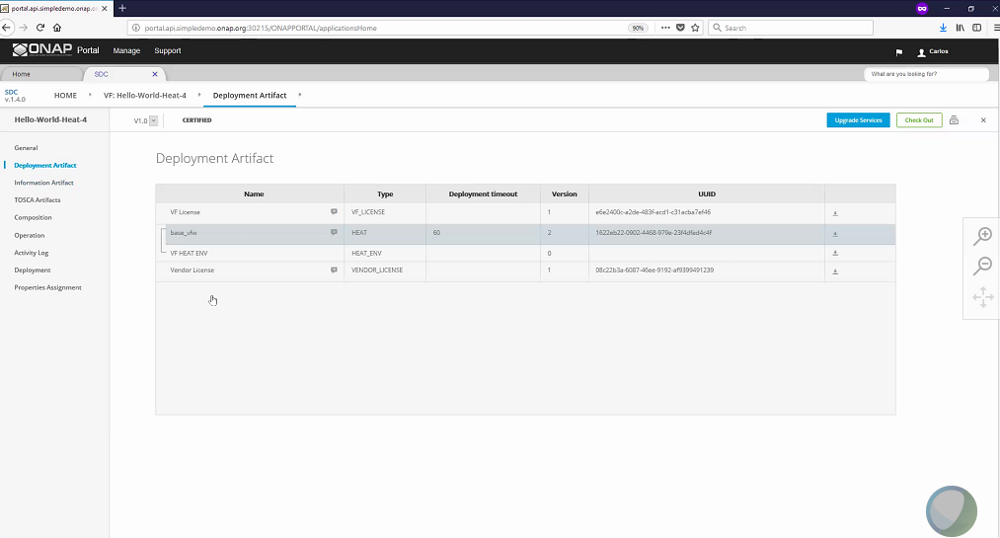 portal.api.simpledemo.onap.or
portal.api.simpledemo.onap.org:30215/ONAPPORTAL/applicationsHome
90%
Search
ONAP Portal Manage Support
Carlos
Home
SDC
What are you looking for?
SDC
v.1.4.0
HOME
VF: Hello-World-Heat-4
Deployment Artifact
Hello-World-Heat-4
V1.0
CERTIFIED
Upgrade Services
Check Out
General
Deployment Artifact
Information Artifact
TOSCA Artifacts
Composition
Operation
Activity Log
Deployment
Properties Assignment
Deployment Artifact
Name Type Deployment timeout Version UUID
VF License VF_LICENSE 1 e6e2400c-a2de-483f-acd1-c31acba7ef46
base_vfw HEAT 60 2 1622eb22-0902-4468-979e-23f4dfed4c4f
VF HEAT ENV HEAT_ENV 0
Vendor License VENDOR_LICENSE 1 08c22b3a-6087-46ee-9192-af9399491239